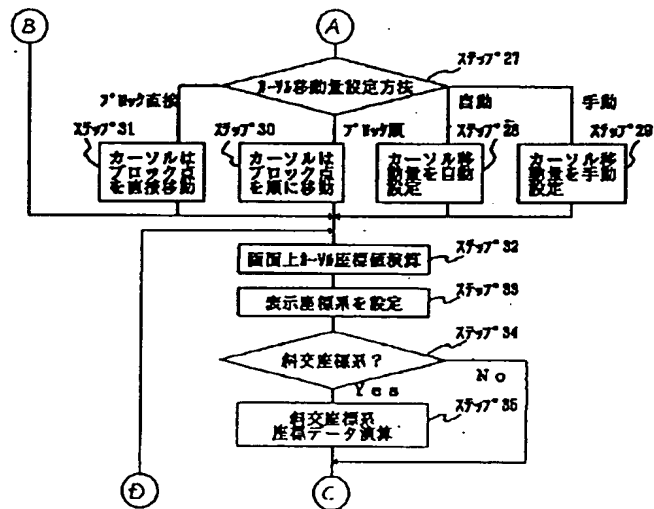 B
A
ステップ27
カーソル移動量設定方法
ブロック直接
自動
手動
ステップ31
ステップ30
ブロック順
ステップ28
ステップ29
カーソルは
ブロック点
を直接移動
カーソルは
ブロック点
を順に移動
カーソル移
動量を自動
設定
カーソル移
動量を手動
設定
ステップ32
画面上カーソル座標値演算
ステップ33
表示座標系を設定
ステップ34
斜交座標系?
No
Yes
ステップ35
斜交座標系
座標データ演算
D
C